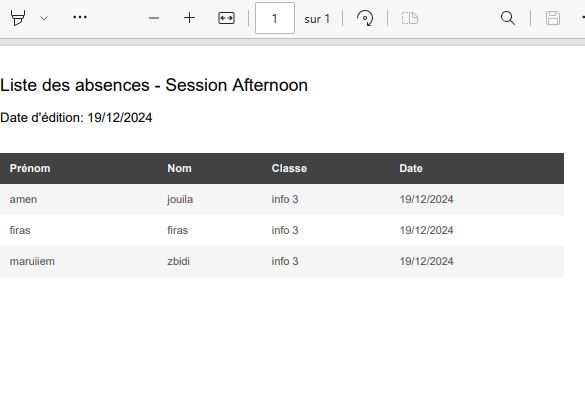 1 sur 1
Liste des absences - Session Afternoon
Date d'édition: 19/12/2024
Prénom Nom Classe Date
amen jouila info 3 19/12/2024
firas firas info 3 19/12/2024
maruiiem zbidi info 3 19/12/2024